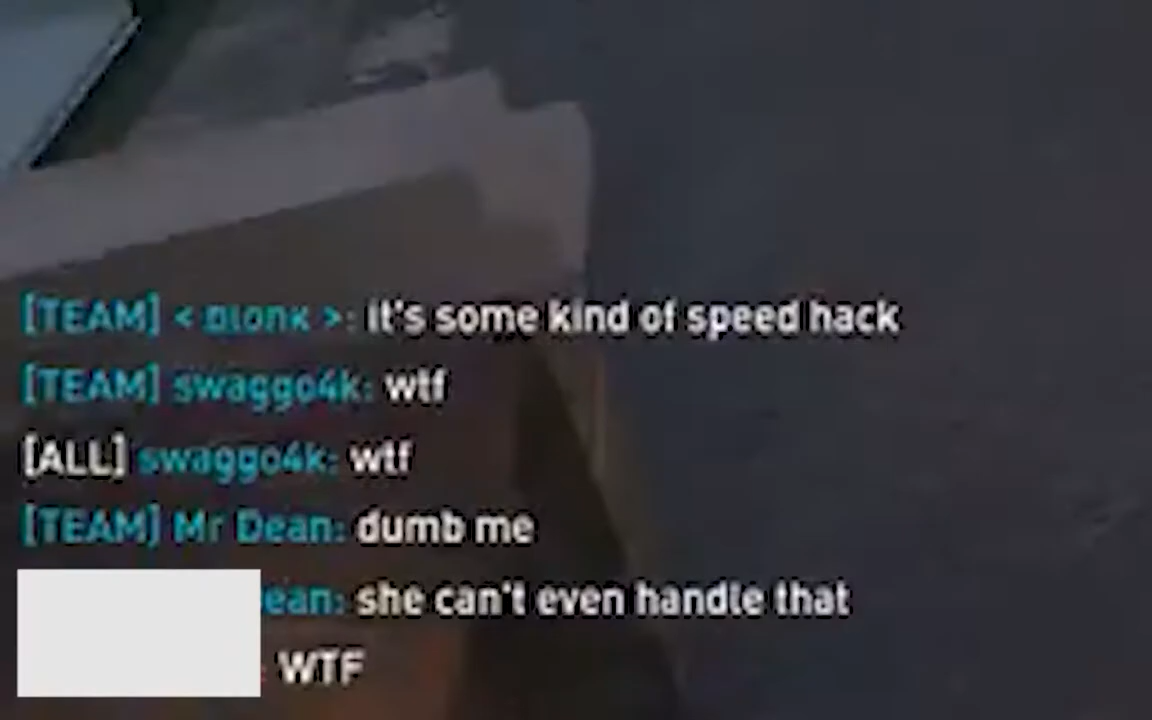 [TEAM] < Blonk >: it's some kind of speed hack
[TEAM] swaggo4k: wtf
[ALL] swaggo4k: wtf
[TEAM] Mr Dean: dumb me
ean: she can't even handle that
: WTF